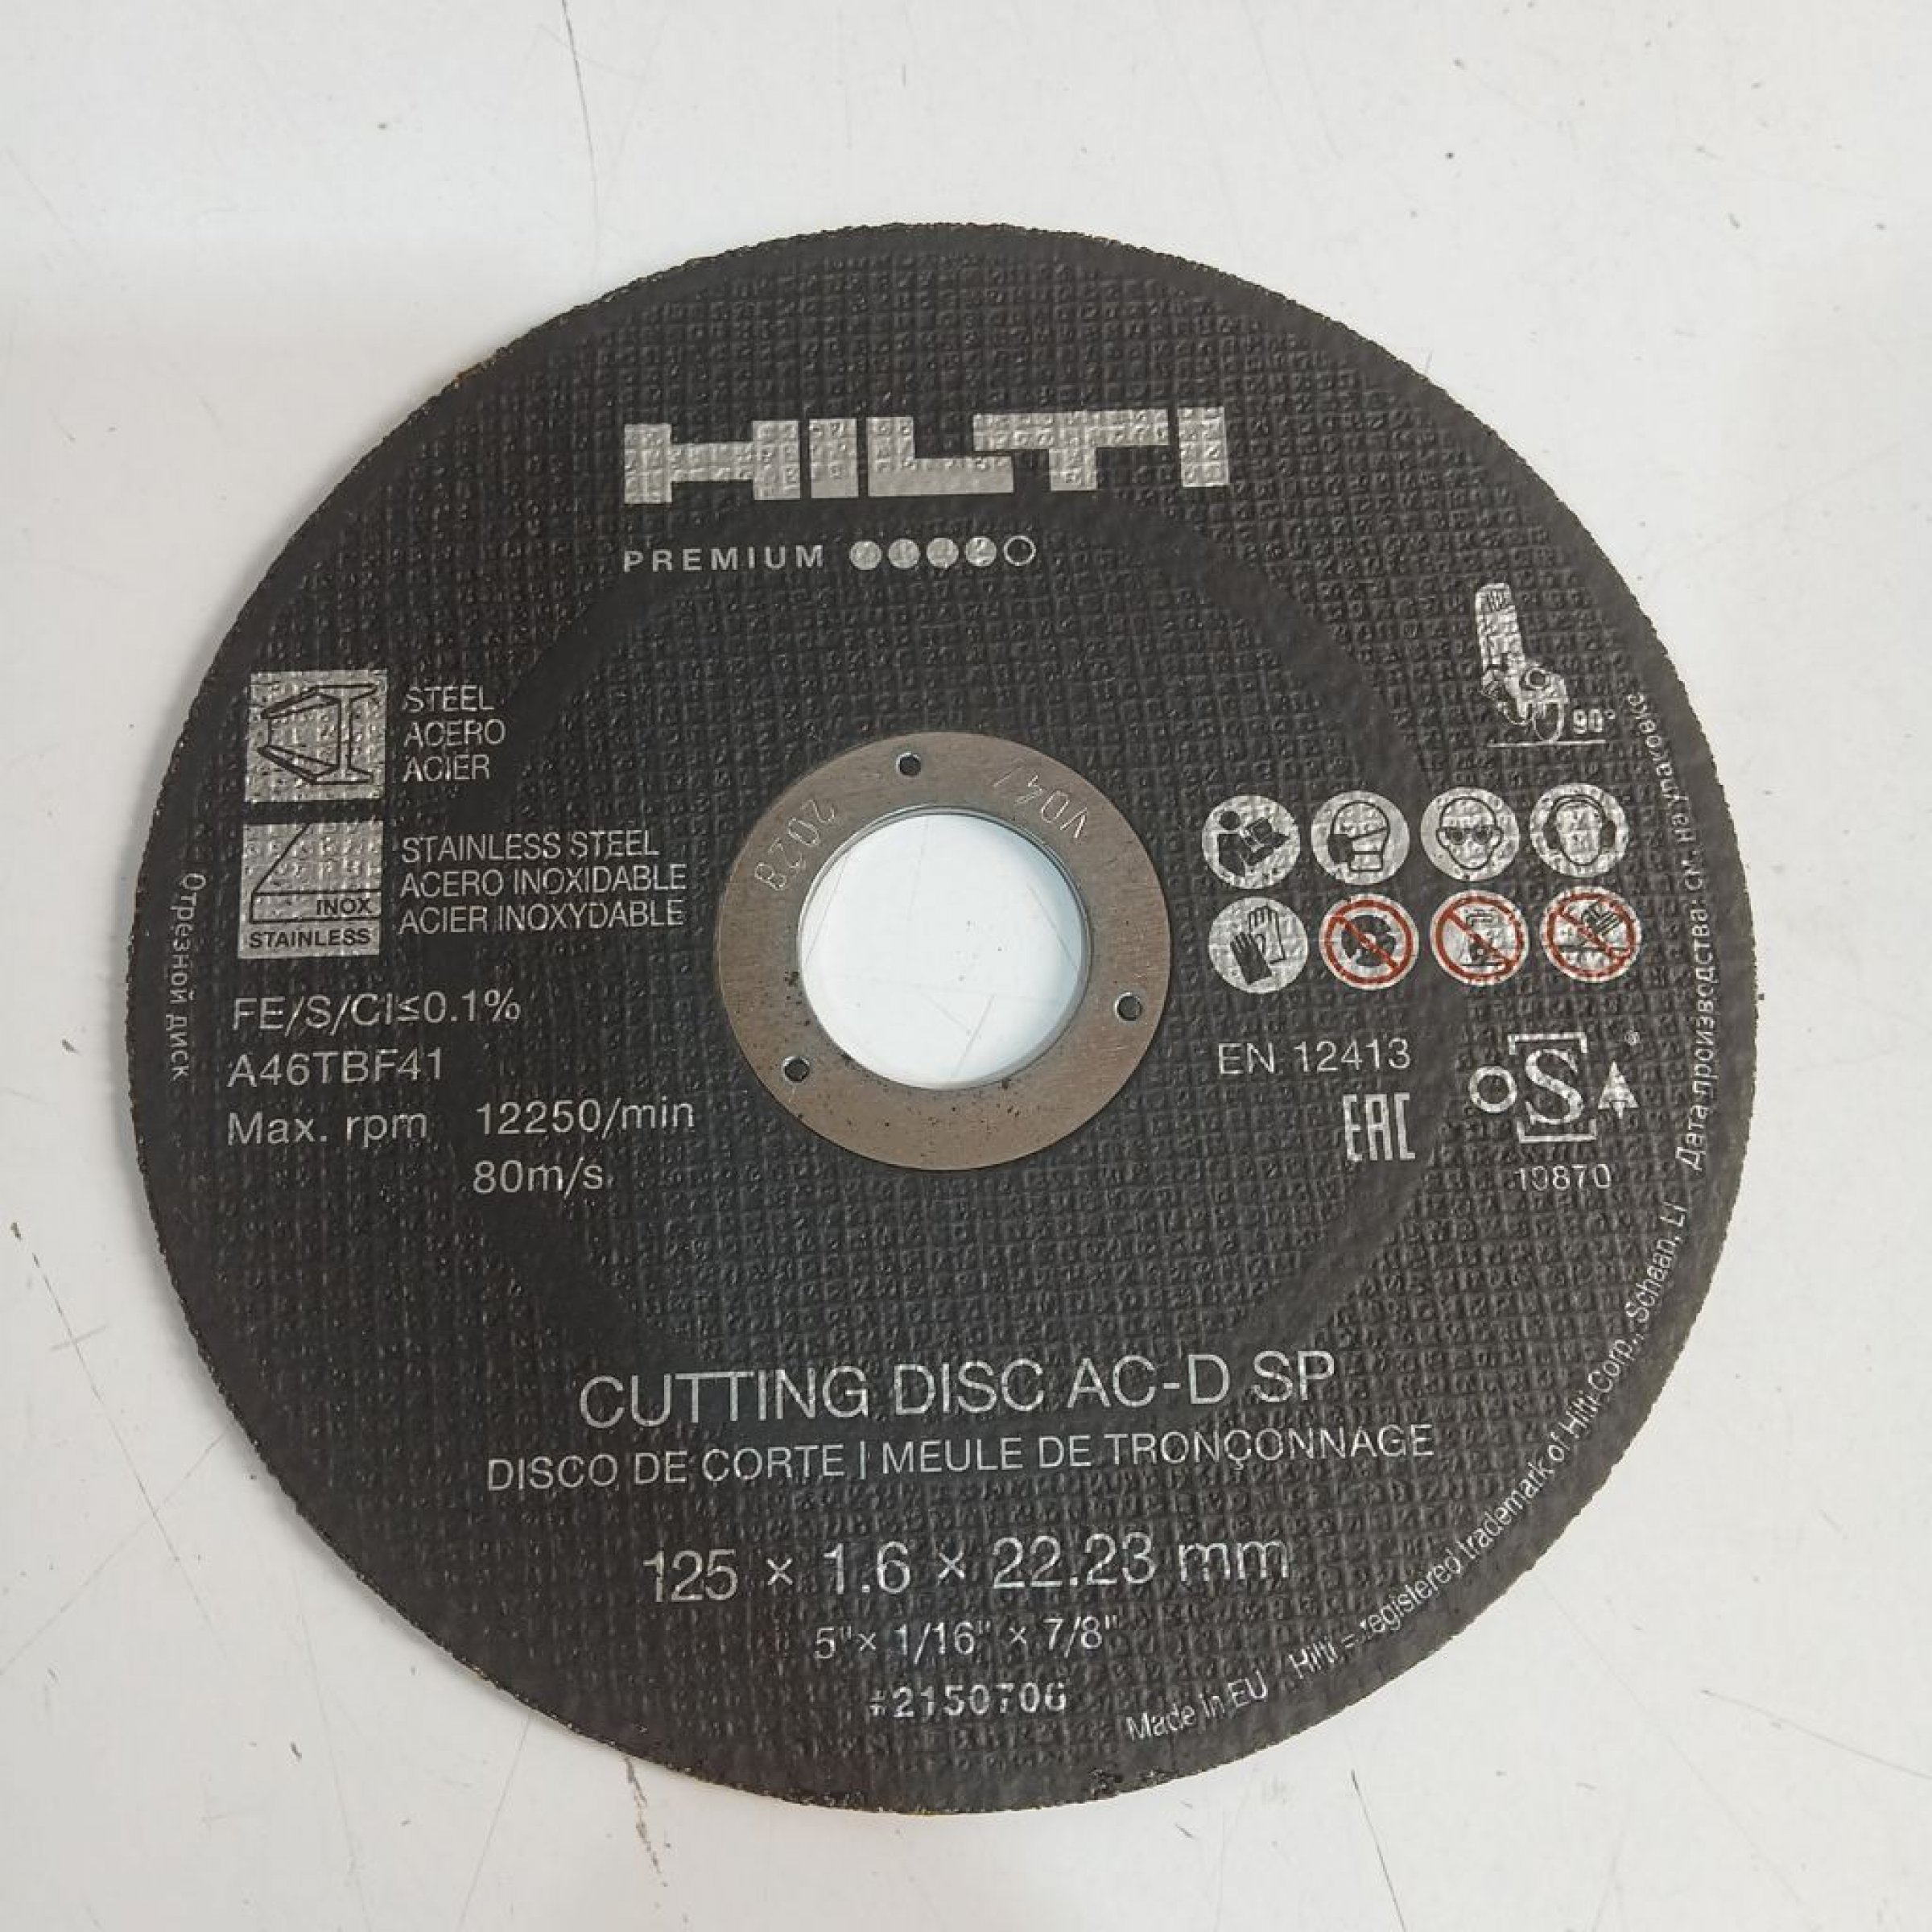 HILTI
PREMIUM
STEEL
ACERO
ACIER
STAINLESS STEEL
ACERO INOXIDABLE
ACIER INOXYDABLE
INOX
STAINLESS
FE/S/Cl≤0.1%
A46TBF41
Max. rpm 12250/min
80m/s
V04
2028
90°
EN 12413
EAC
oSA®
19870
CUTTING DISC AC-D SP
DISCO DE CORTE | MEULE DE TRONÇONNAGE
125 × 1.6 × 22.23 mm
5"× 1/16" × 7/8"
#2150706
Отрезной диск
Made in EU Hilti = registered trademark of Hilti Corp., Schaan, LI Дата производства: см. на упаковке